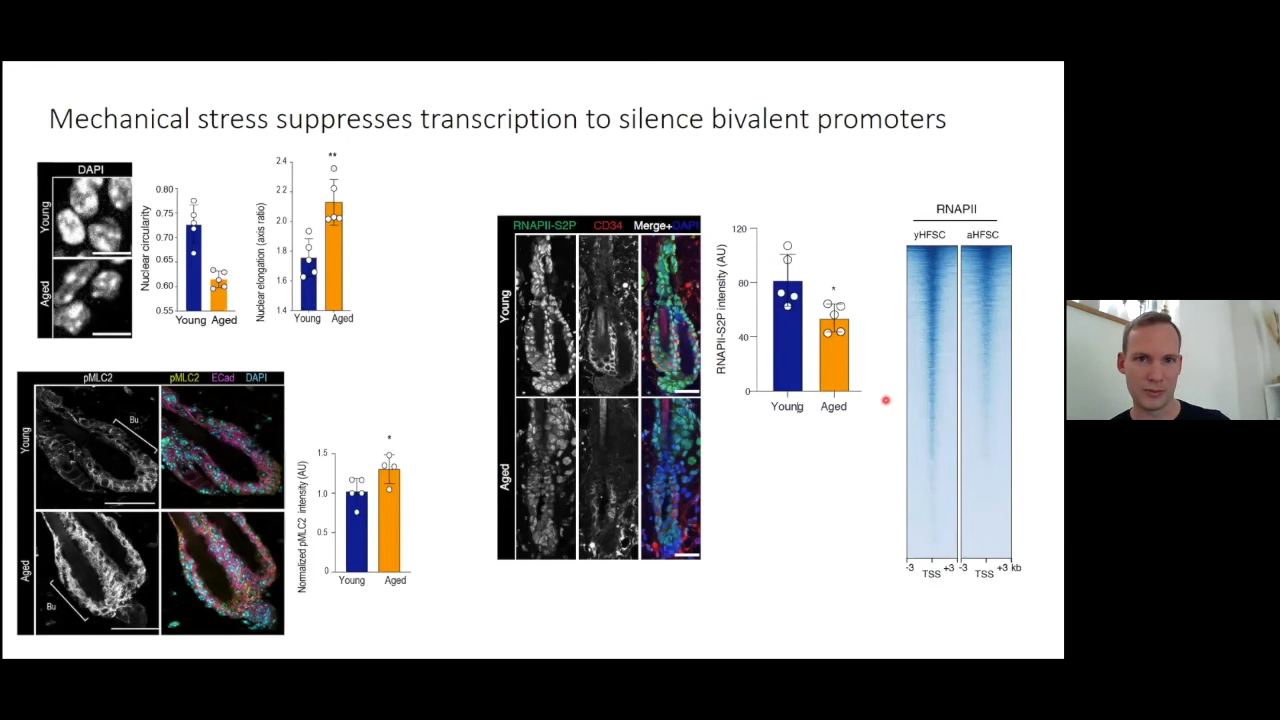 Mechanical stress suppresses transcription to silence bivalent promoters
DAPI
Young
Aged
Nuclear circularity
0.80
0.75
0.70
0.65
0.60
0.55
Young Aged
Nuclear elongation (axis ratio)
2.4
2.2
2.0
1.8
1.6
1.4
**
Young Aged
pMLC2
pMLC2 ECad DAPI
Young
Bu
Aged
Bu
Normalized pMLC2 intensity (AU)
1.5
1.0
0.5
0
*
Young Aged
RNAPII-S2P CD34 Merge+DAPI
Young
Aged
RNAPII-S2P intensity (AU)
120
80
40
0
*
Young Aged
RNAPII
yHFSC aHFSC
-3 TSS +3 -3 TSS +3 kb